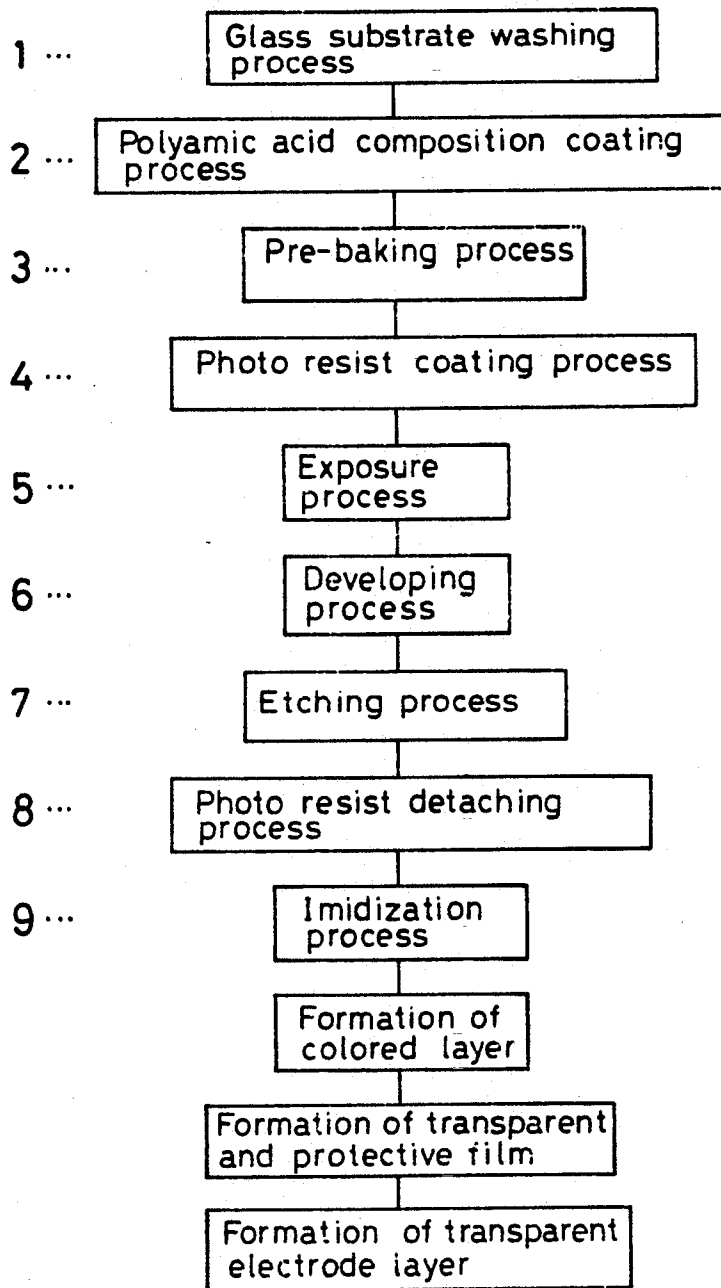 1 ... Glass substrate washing
process
2 ... Polyamic acid composition coating
process
3 ... Pre-baking process
4 ... Photo resist coating process
5 ... Exposure
process
6 ... Developing
process
7 ... Etching process
8 ... Photo resist detaching
process
9 ... Imidization
process
Formation of
colored layer
Formation of transparent
and protective film
Formation of transparent
electrode layer